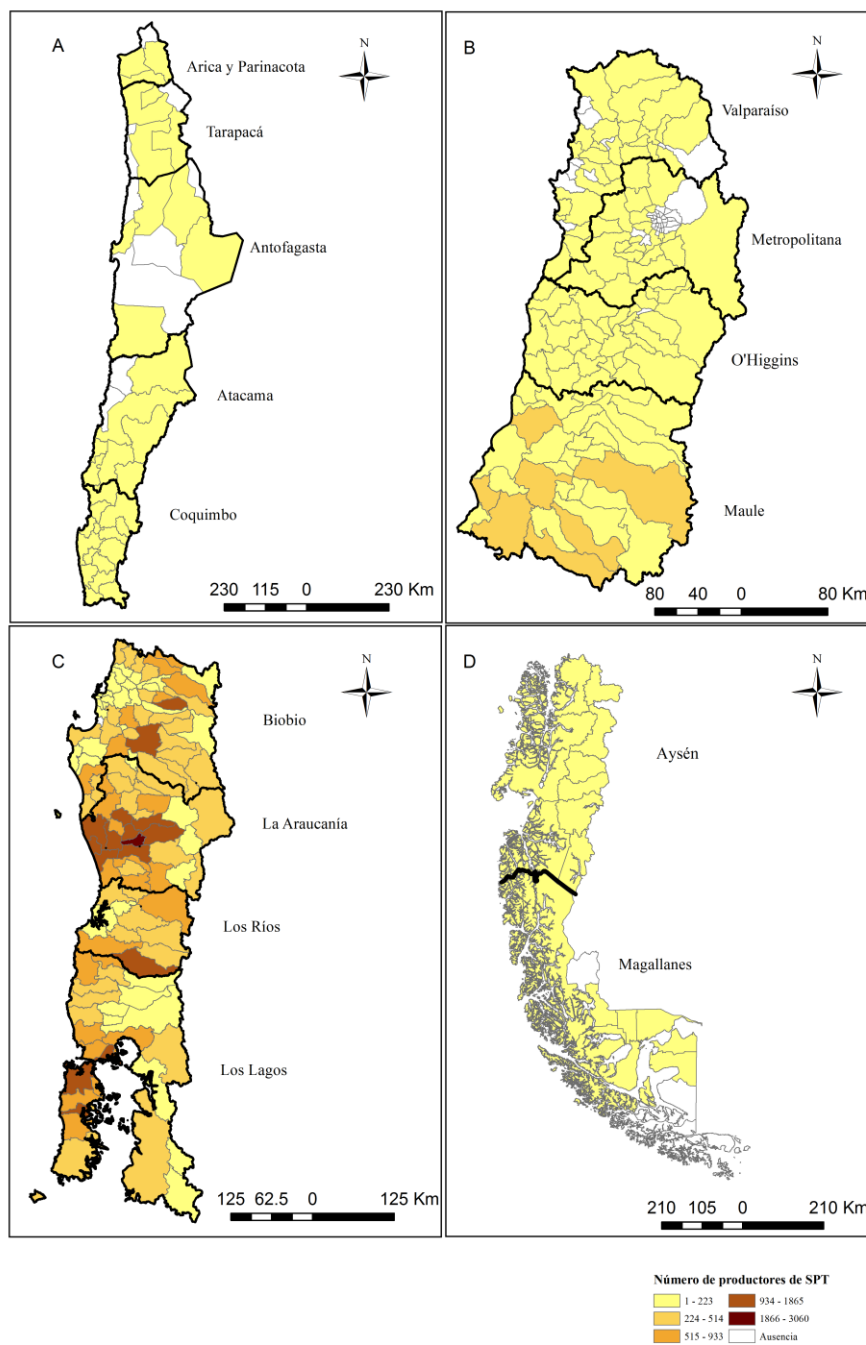 A
N
Arica y Parinacota
Tarapacá
Antofagasta
Atacama
Coquimbo
230 115 0 230 Km
B
N
Valparaíso
Metropolitana
O'Higgins
Maule
80 40 0 80 Km
C
N
Biobio
La Araucanía
Los Ríos
Los Lagos
125 62.5 0 125 Km
D
N
Aysén
Magallanes
210 105 0 210 Km
Número de productores de SPT
1 - 223 934 - 1865
224 - 514 1866 - 3060
515 - 933 Ausencia